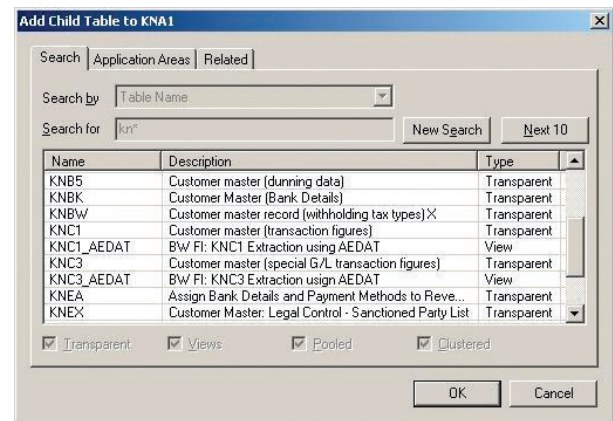 Add Child Table to KNA1
Search Application Areas Related
Search by Table Name
Search for kn*
New Search Next 10
Name Description Type
KNB5 Customer master (dunning data) Transparent
KNBK Customer Master (Bank Details) Transparent
KNBW Customer master record (withholding tax types) X Transparent
KNC1 Customer master (transaction figures) Transparent
KNC1_AEDAT BW FI: KNC1 Extraction using AEDAT View
KNC3 Customer master (special G/L transaction figures) Transparent
KNC3_AEDAT BW FI: KNC3 Extraction usign AEDAT View
KNEA Assign Bank Details and Payment Methods to Reve... Transparent
KNEX Customer Master: Legal Control - Sanctioned Party List Transparent
Transparent Views Pooled Clustered
OK Cancel